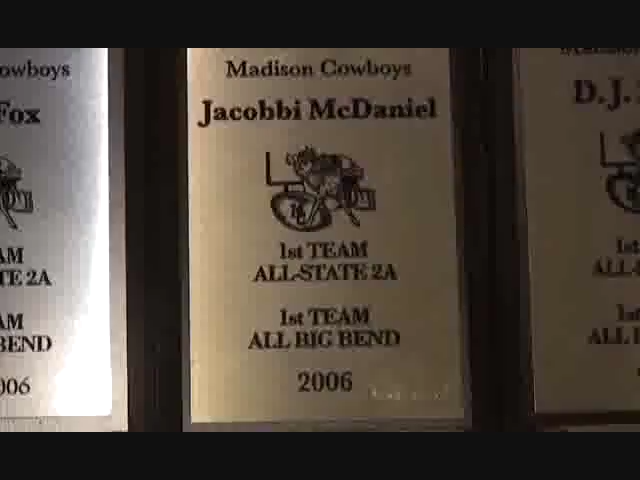 owboys
Fox
AM
TE 2A
AM
BEND
006
Madison Cowboys
Jacobbi McDaniel
1st TEAM
ALL-STATE 2A
1st TEAM
ALL BIG BEND
2006
D.J.
1st
ALL-
1st
ALL